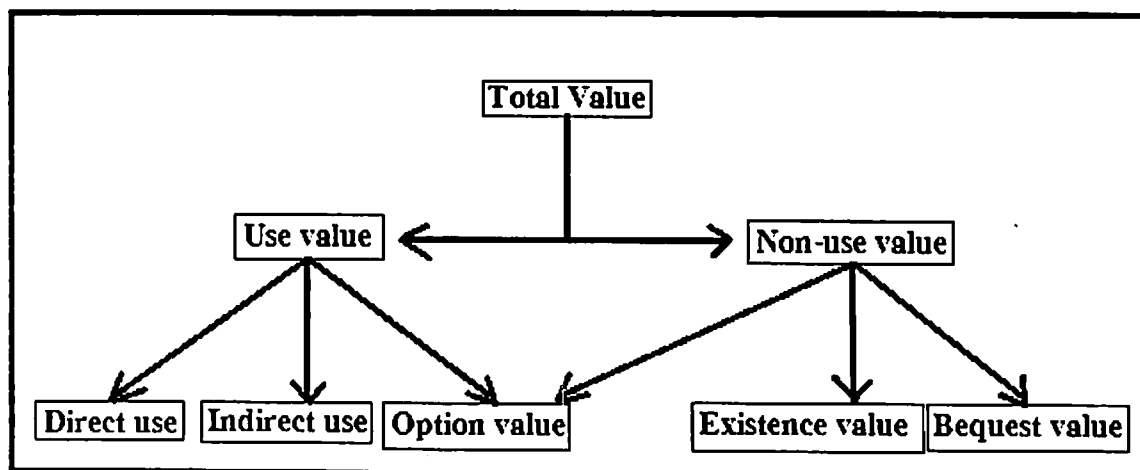 Total Value
Use value
Non-use value
Direct use
Indirect use
Option value
Existence value
Bequest value